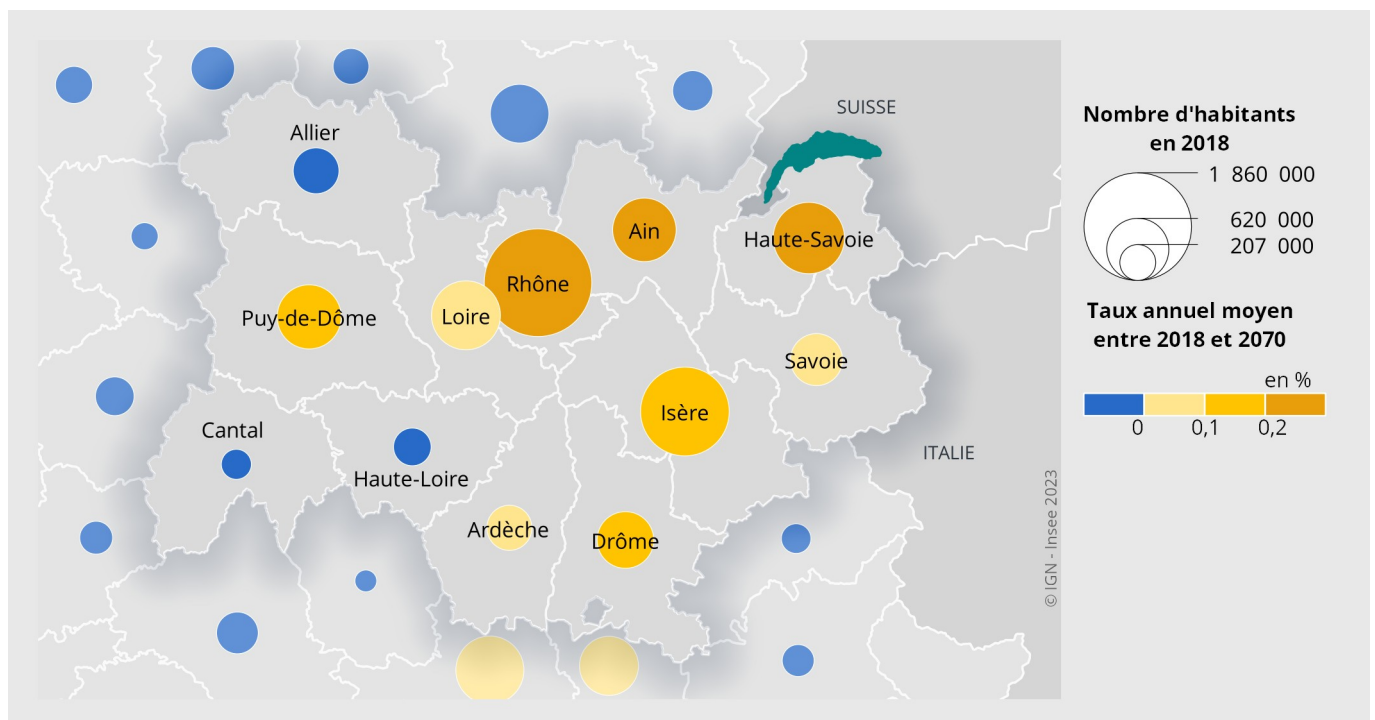 SUISSE
Allier
Ain
Haute-Savoie
Rhône
Puy-de-Dôme
Loire
Savoie
Isère
Cantal
Haute-Loire
ITALIE
Ardèche
Drôme
© IGN - Insee 2023
Nombre d'habitants
en 2018
1 860 000
620 000
207 000
Taux annuel moyen
entre 2018 et 2070
en %
0 0,1 0,2